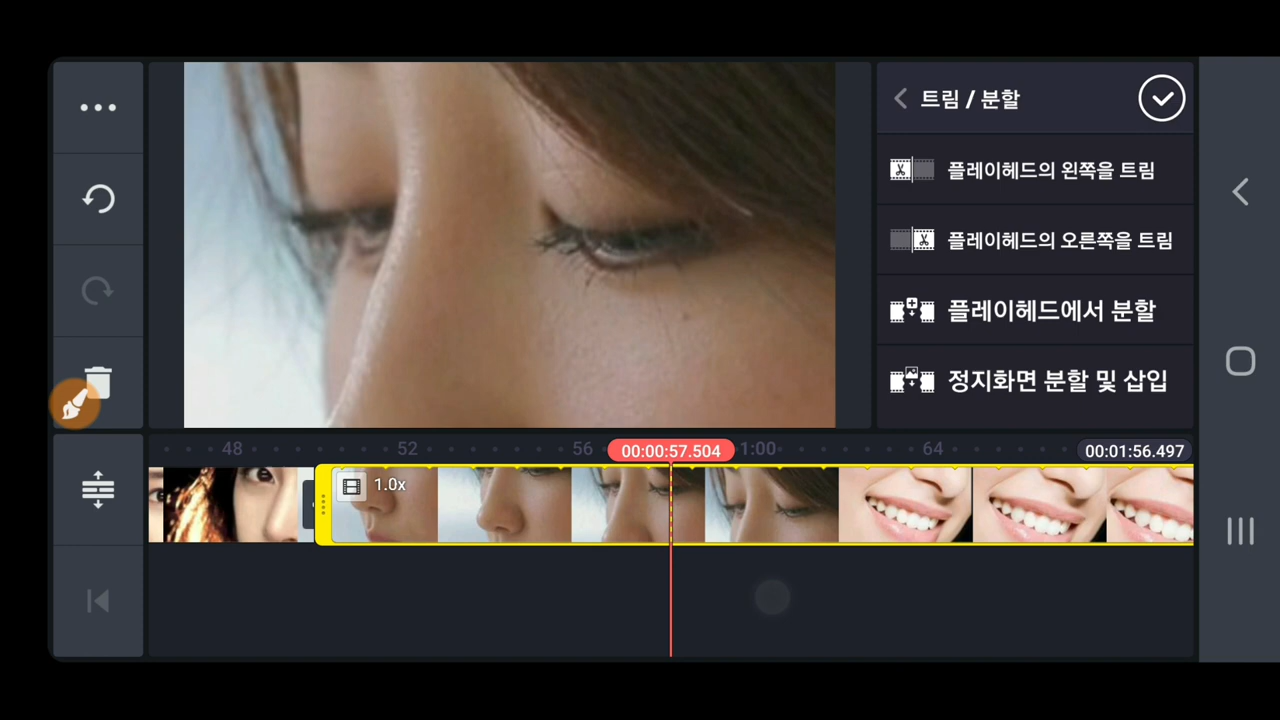 트림 / 분할
플레이헤드의 왼쪽을 트림
플레이헤드의 오른쪽을 트림
플레이헤드에서 분할
정지화면 분할 및 삽입
48 52 56 00:00:57.504 1:00 64 00:01:56.497
1.0x